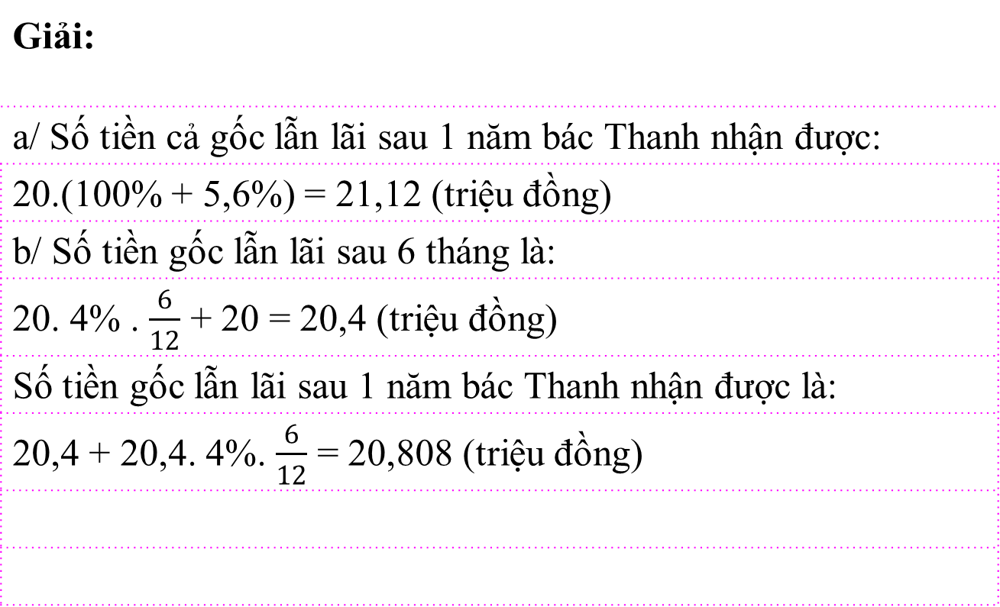 Giải:
a/ Số tiền cả gốc lẫn lãi sau 1 năm bác Thanh nhận được:
20.(100% + 5,6%) = 21,12 (triệu đồng)
b/ Số tiền gốc lẫn lãi sau 6 tháng là:
20. 4% . 6/12 + 20 = 20,4 (triệu đồng)
Số tiền gốc lẫn lãi sau 1 năm bác Thanh nhận được là:
20,4 + 20,4. 4%. 6/12 = 20,808 (triệu đồng)